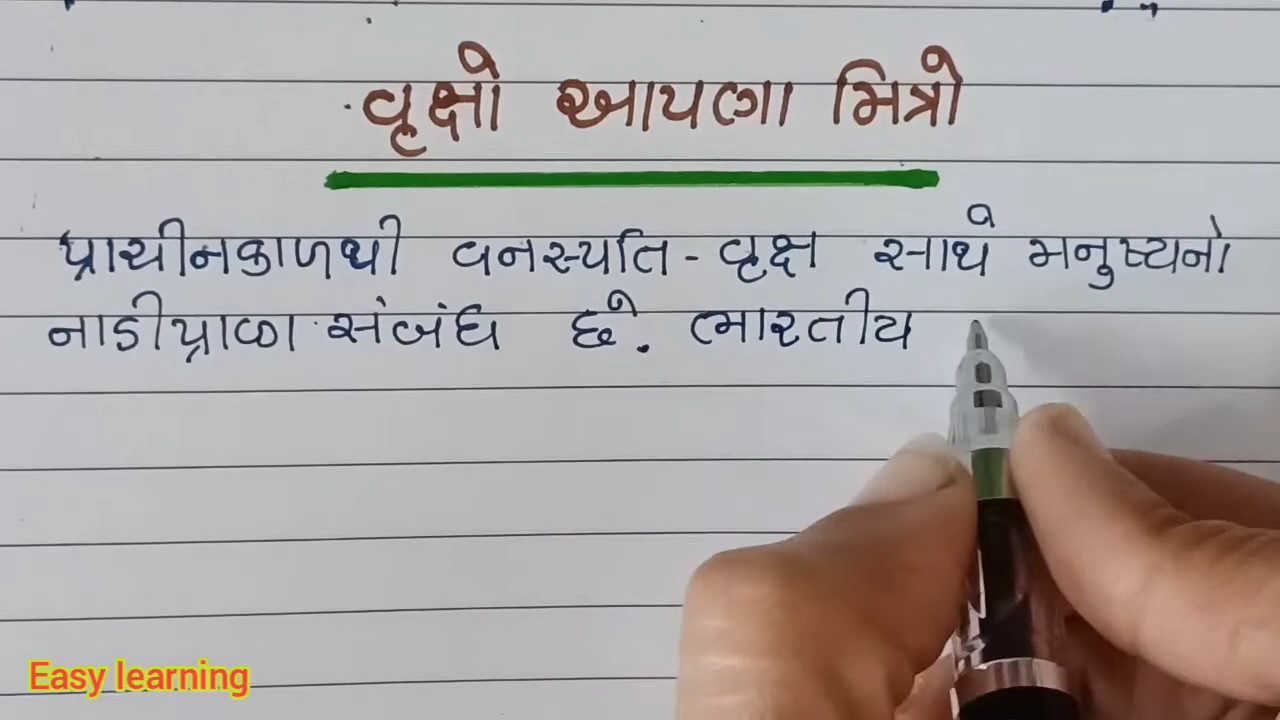 વૃક્ષો આપણા મિત્રો
પ્રાચીનકાળથી વનસ્પતિ - વૃક્ષ સાથે મનુષ્યનો
નાડીપ્રાણ સંબંધ છે. ભારતીય
Easy learning